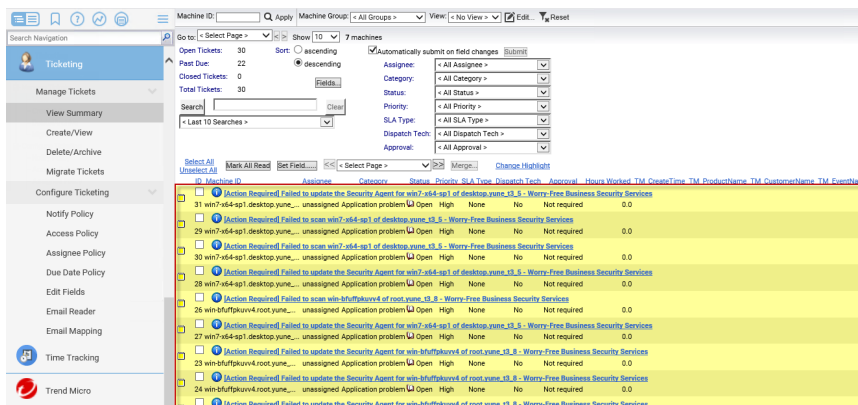 Machine ID: Apply Machine Group: < All Groups > View: < No View > Edit... Reset
Search Navigation
Go to: < Select Page > < > Show 10 7 machines
Open Tickets: 30 Sort: ascending Automatically submit on field changes Submit
Past Due: 22 descending Assignee: < All Assignee >
Closed Tickets: 0 Category: < All Category >
Total Tickets: 30 Fields... Status: < All Status >
Search Clear Priority: < All Priority >
< Last 10 Searches > SLA Type: < All SLA Type >
Dispatch Tech: < All Dispatch Tech >
Approval: < All Approval >
Select All
Unselect All
Mark All Read Set Field...... << < Select Page > >> Merge... Change Highlight
ID Machine ID Assignee Category Status Priority SLA Type Dispatch Tech Approval Hours Worked TM_CreateTime TM_ProductName TM_CustomerName TM_EventNa
[Action Required] Failed to update the Security Agent for win7-x64-sp1 of desktop.yune_t3_5 - Worry-Free Business Security Services
31 win7-x64-sp1.desktop.yune_... unassigned Application problem Open High None No Not required 0.0
[Action Required] Failed to scan win7-x64-sp1 of desktop.yune_t3_5 - Worry-Free Business Security Services
29 win7-x64-sp1.desktop.yune_... unassigned Application problem Open High None No Not required 0.0
[Action Required] Failed to scan win7-x64-sp1 of desktop.yune_t3_5 - Worry-Free Business Security Services
30 win7-x64-sp1.desktop.yune_... unassigned Application problem Open High None No Not required 0.0
[Action Required] Failed to update the Security Agent for win7-x64-sp1 of desktop.yune_t3_5 - Worry-Free Business Security Services
28 win7-x64-sp1.desktop.yune_... unassigned Application problem Open High None No Not required 0.0
[Action Required] Failed to scan win-bfuffpkuvv4 of root.yune_t3_8 - Worry-Free Business Security Services
26 win-bfuffpkuvv4.root.yune_... unassigned Application problem Open High None No Not required 0.0
[Action Required] Failed to update the Security Agent for win7-x64-sp1 of desktop.yune_t3_5 - Worry-Free Business Security Services
27 win7-x64-sp1.desktop.yune_... unassigned Application problem Open High None No Not required 0.0
[Action Required] Failed to update the Security Agent for win-bfuffpkuvv4 of root.yune_t3_8 - Worry-Free Business Security Services
23 win-bfuffpkuvv4.root.yune_... unassigned Application problem Open High None No Not required 0.0
[Action Required] Failed to update the Security Agent for win-bfuffpkuvv4 of root.yune_t3_8 - Worry-Free Business Security Services
24 win-bfuffpkuvv4.root.yune_... unassigned Application problem Open High None No Not required 0.0
[Action Required] Failed to update the Security Agent for win-bfuffpkuvv4 of root.yune_t3_8 - Worry-Free Business Security Services
Ticketing
Manage Tickets
View Summary
Create/View
Delete/Archive
Migrate Tickets
Configure Ticketing
Notify Policy
Access Policy
Assignee Policy
Due Date Policy
Edit Fields
Email Reader
Email Mapping
Time Tracking
Trend Micro